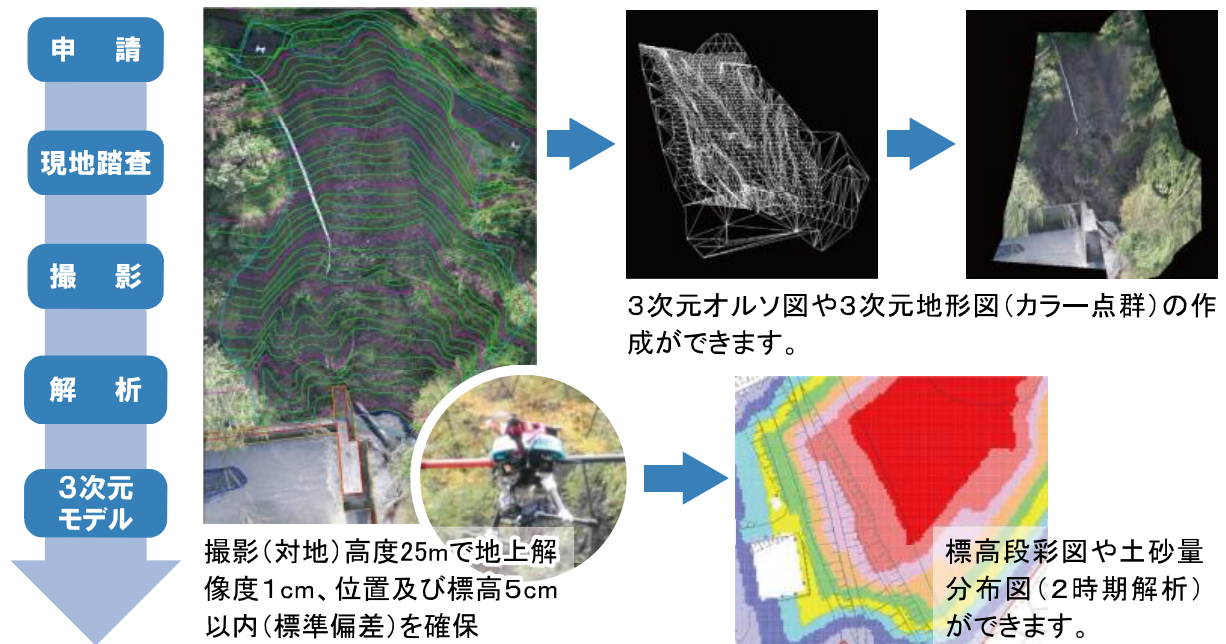 申　請
現地踏査
撮　影
解　析
3次元
モデル
撮影（対地）高度25mで地上解
像度1cm、位置及び標高5cm
以内（標準偏差）を確保
3次元オルソ図や3次元地形図（カラー点群）の作
成ができます。
標高段彩図や土砂量
分布図（2時期解析）
ができます。